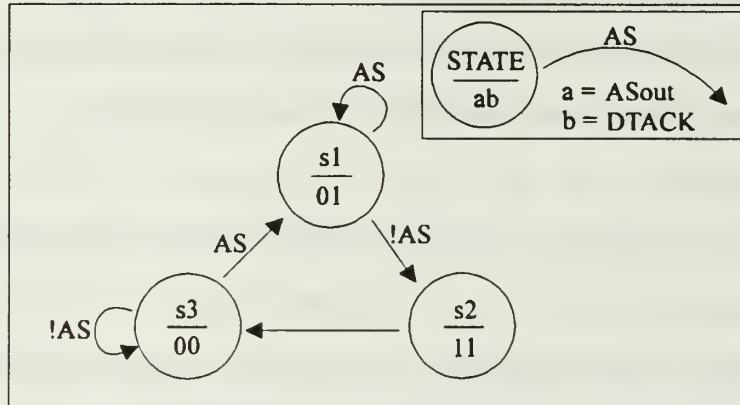 AS
STATE
ab
AS
a = ASout
b = DTACK
s1
01
AS
!AS
!AS
s3
00
s2
11